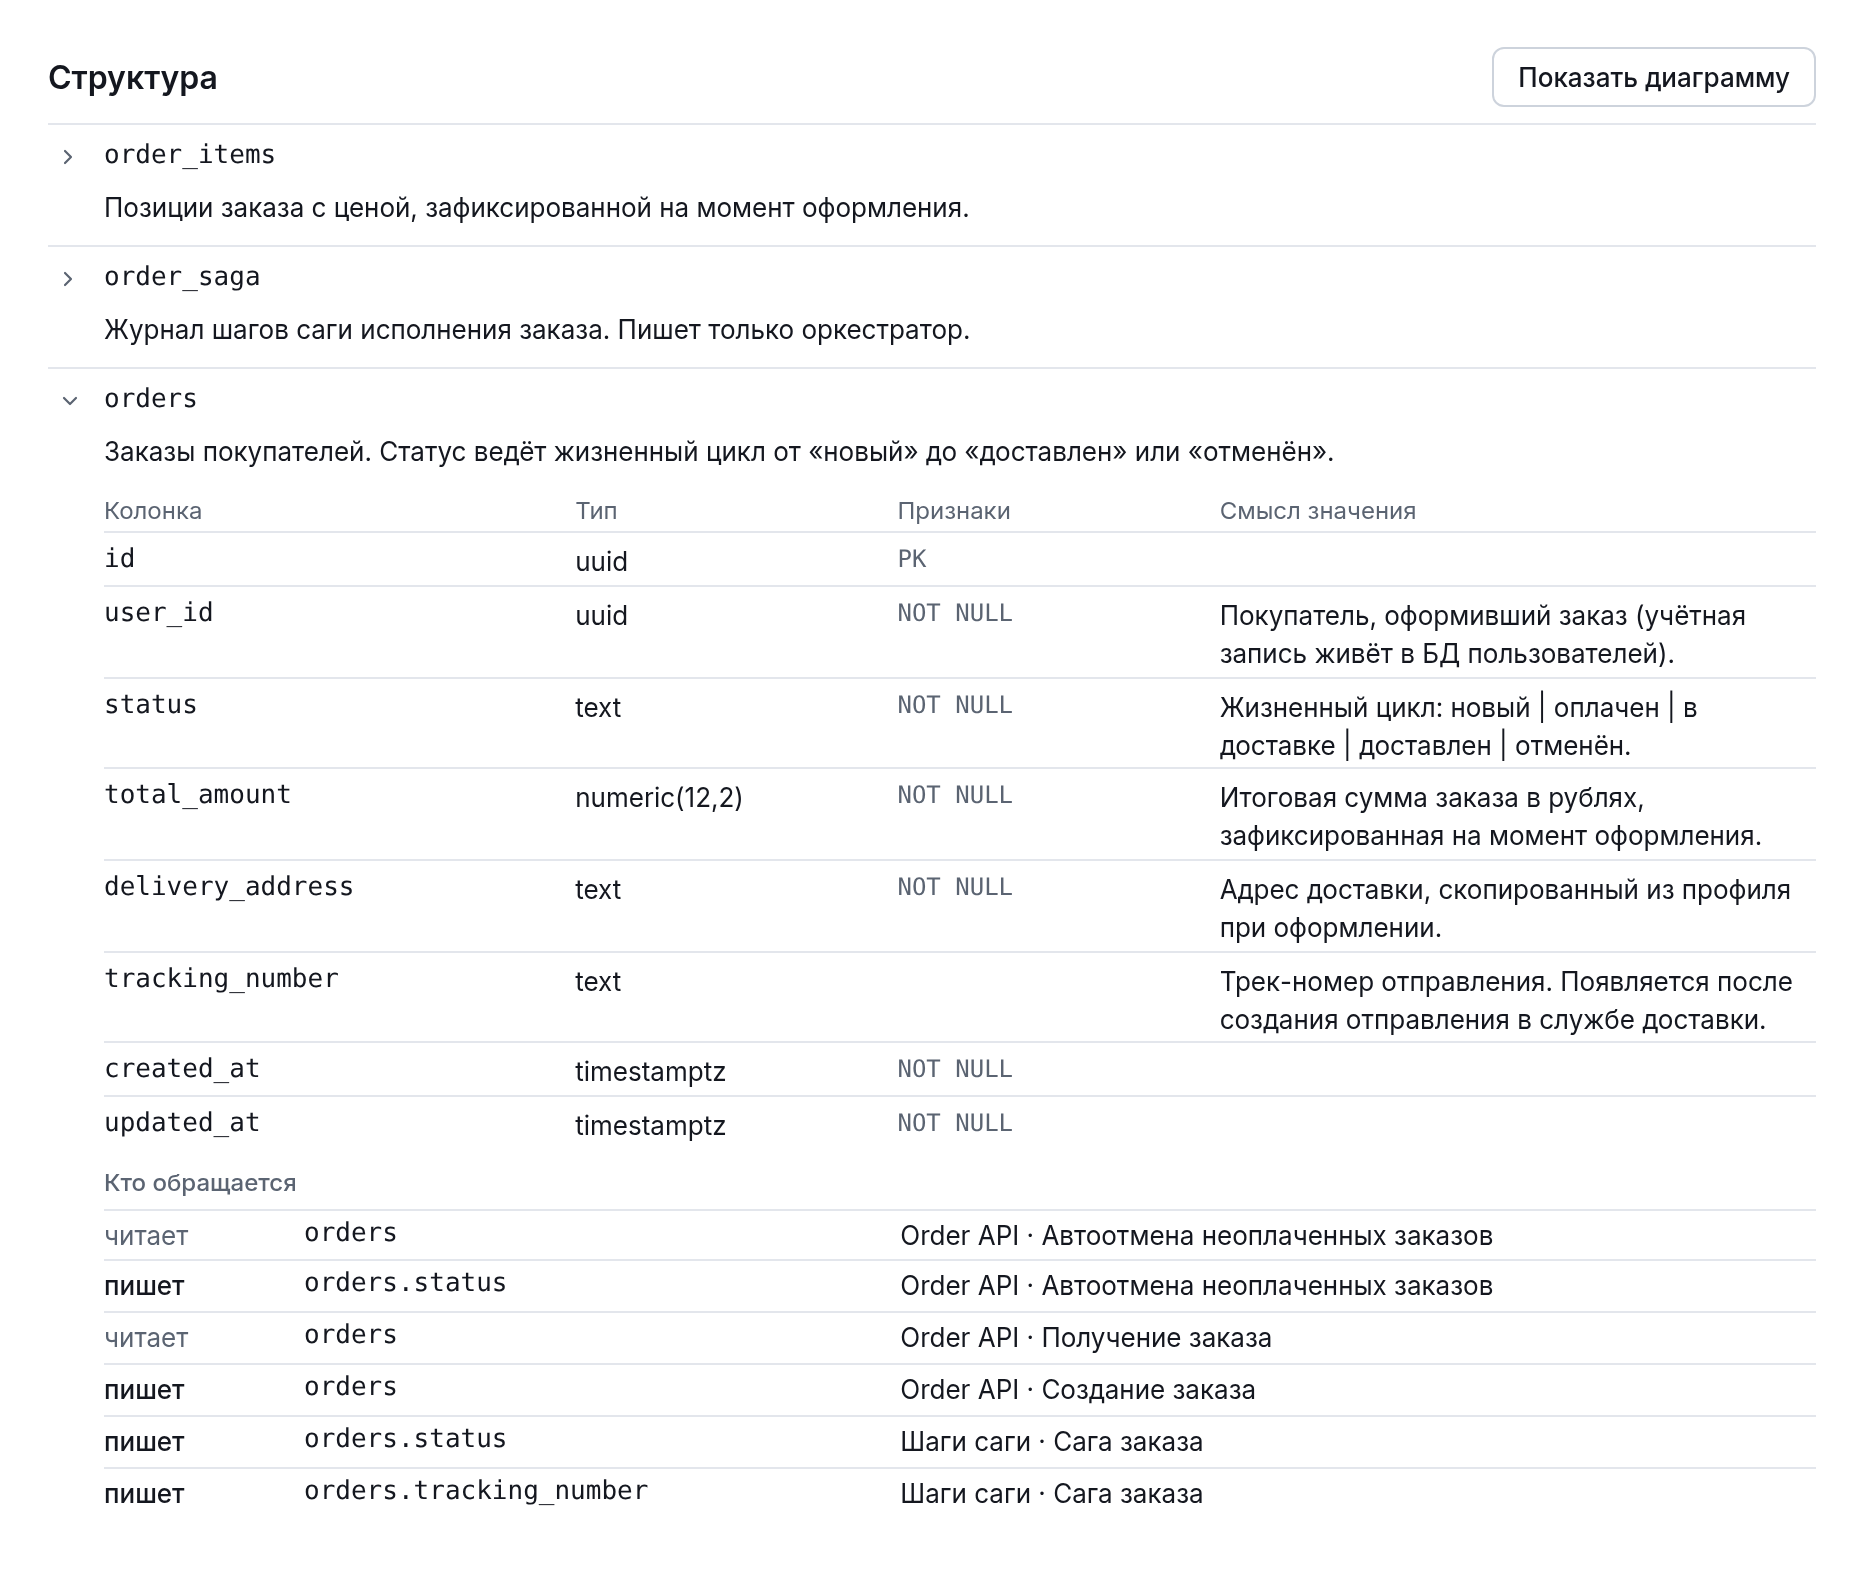 Структура
Показать диаграмму
order_items
Позиции заказа с ценой, зафиксированной на момент оформления.
order_saga
Журнал шагов саги исполнения заказа. Пишет только оркестратор.
orders
Заказы покупателей. Статус ведёт жизненный цикл от «новый» до «доставлен» или «отменён».
Колонка Тип Признаки Смысл значения
id uuid PK
user_id uuid NOT NULL Покупатель, оформивший заказ (учётная
запись живёт в БД пользователей).
status text NOT NULL Жизненный цикл: новый | оплачен | в
доставке | доставлен | отменён.
total_amount numeric(12,2) NOT NULL Итоговая сумма заказа в рублях,
зафиксированная на момент оформления.
delivery_address text NOT NULL Адрес доставки, скопированный из профиля
при оформлении.
tracking_number text Трек-номер отправления. Появляется после
создания отправления в службе доставки.
created_at timestamptz NOT NULL
updated_at timestamptz NOT NULL
Кто обращается
читает orders Order API · Автоотмена неоплаченных заказов
пишет orders.status Order API · Автоотмена неоплаченных заказов
читает orders Order API · Получение заказа
пишет orders Order API · Создание заказа
пишет orders.status Шаги саги · Сага заказа
пишет orders.tracking_number Шаги саги · Сага заказа